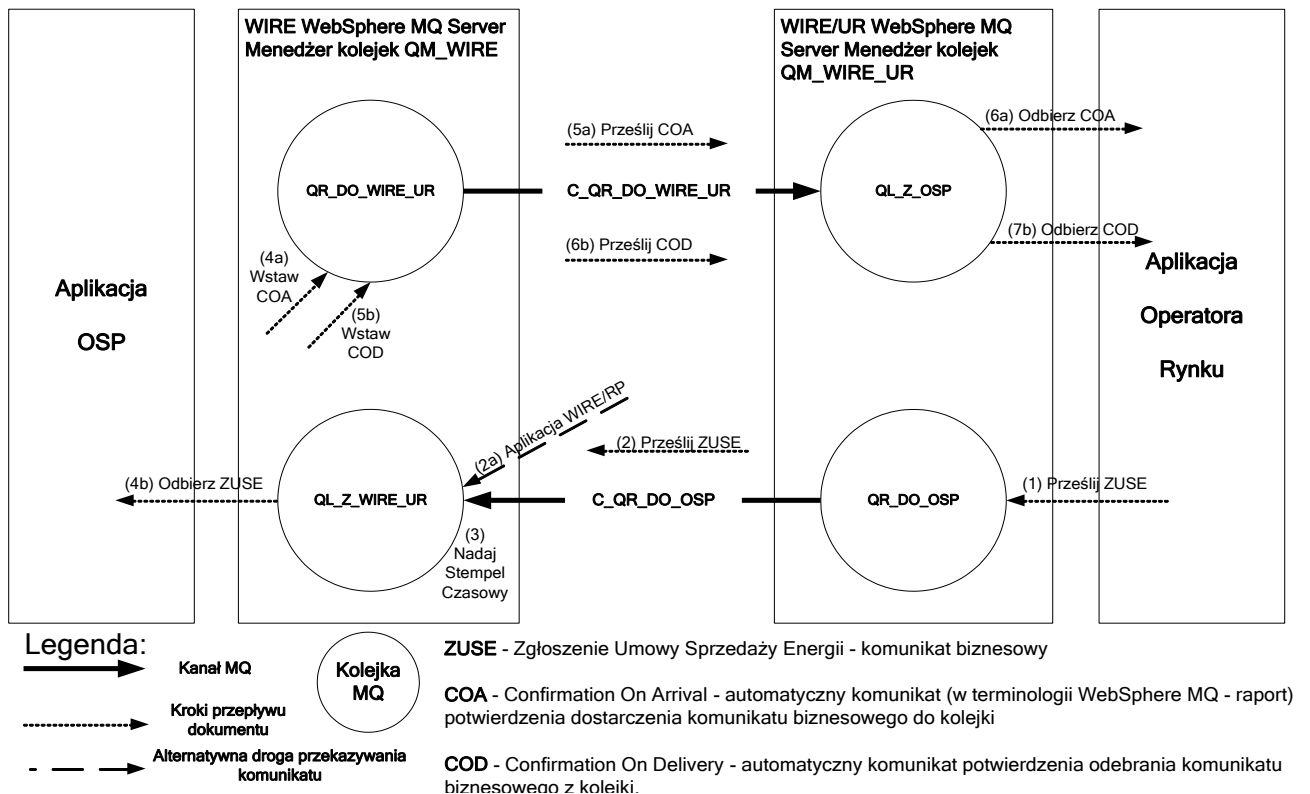 WIRE WebSphere MQ Server
Menedżer kolejek QM_WIRE
WIRE/UR WebSphere MQ
Server Menedżer kolejek
QM_WIRE_UR
(5a) Prześlij COA
(6a) Odbierz COA
QR_DO_WIRE_UR
C_QR_DO_WIRE_UR
QL_Z_OSP
(6b) Prześlij COD
(7b) Odbierz COD
(4a)
Wstaw
COA
(5b)
Wstaw
COD
Aplikacja
OSP
Aplikacja
Operatora
Rynku
(2a) Aplikacja WIRE/RP
(2) Prześlij ZUSE
(4b) Odbierz ZUSE
QL_Z_WIRE_UR
C_QR_DO_OSP
QR_DO_OSP
(1) Prześlij ZUSE
(3)
Nadaj
Stempel
Czasowy
Legenda:
Kanał MQ
Kolejka
MQ
Kroki przepływu
dokumentu
Alternatywna droga przekazywania
komunikatu
ZUSE - Zgłoszenie Umowy Sprzedaży Energii - komunikat biznesowy
COA - Confirmation On Arrival - automatyczny komunikat (w terminologii WebSphere MQ - raport)
potwierdzenia dostarczenia komunikatu biznesowego do kolejki
COD - Confirmation On Delivery - automatyczny komunikat potwierdzenia odebrania komunikatu
biznesowego z kolejki.